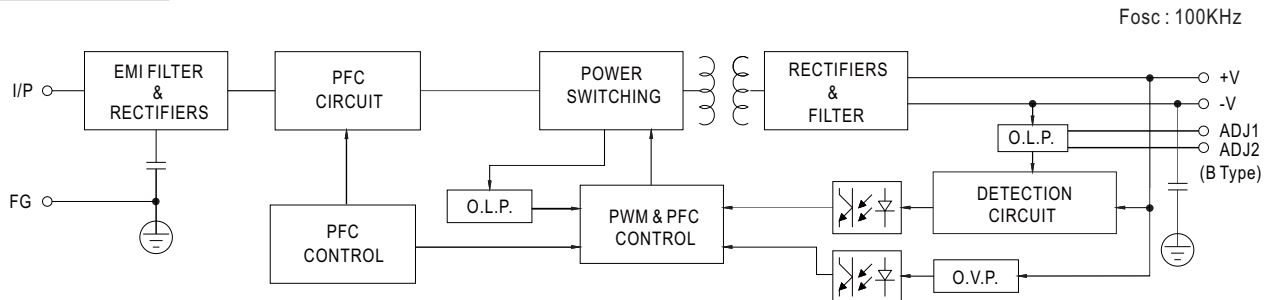 Fosc : 100KHz
I/P
EMI FILTER
&
RECTIFIERS
PFC
CIRCUIT
POWER
SWITCHING
RECTIFIERS
&
FILTER
+V
-V
O.L.P.
ADJ1
ADJ2
(B Type)
FG
O.L.P.
PFC
CONTROL
PWM & PFC
CONTROL
DETECTION
CIRCUIT
O.V.P.